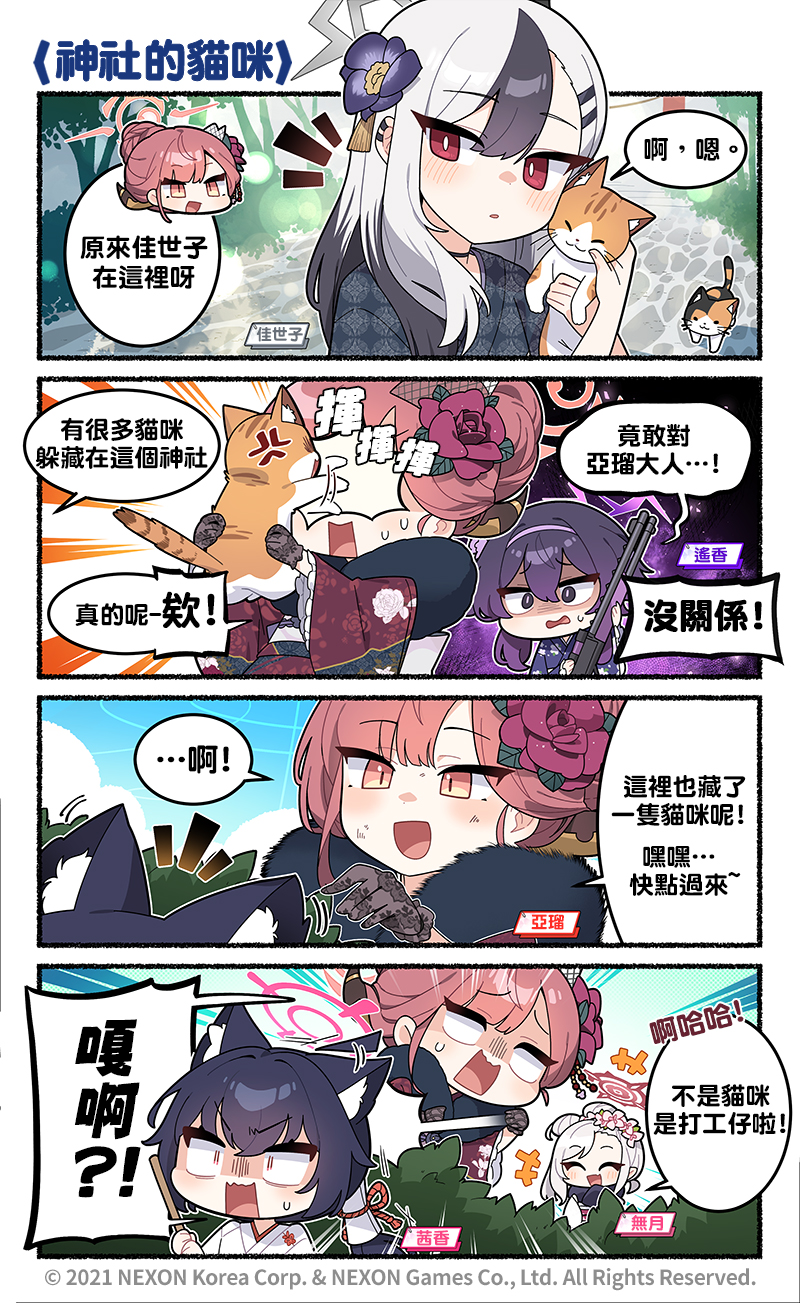 《神社的貓咪》
原來佳世子
在這裡呀
啊，嗯。
佳世子
有很多貓咪
躲藏在這個神社
揮
揮
揮
竟敢對
亞瑠大人…！
遙香
真的呢–欸！
沒關係！
…啊！
這裡也藏了
一隻貓咪呢！
嘿嘿…
快點過來~
亞瑠
嘎
啊
?!
啊哈哈！
不是貓咪
是打工仔啦！
茜香
無月
© 2021 NEXON Korea Corp. & NEXON Games Co., Ltd. All Rights Reserved.